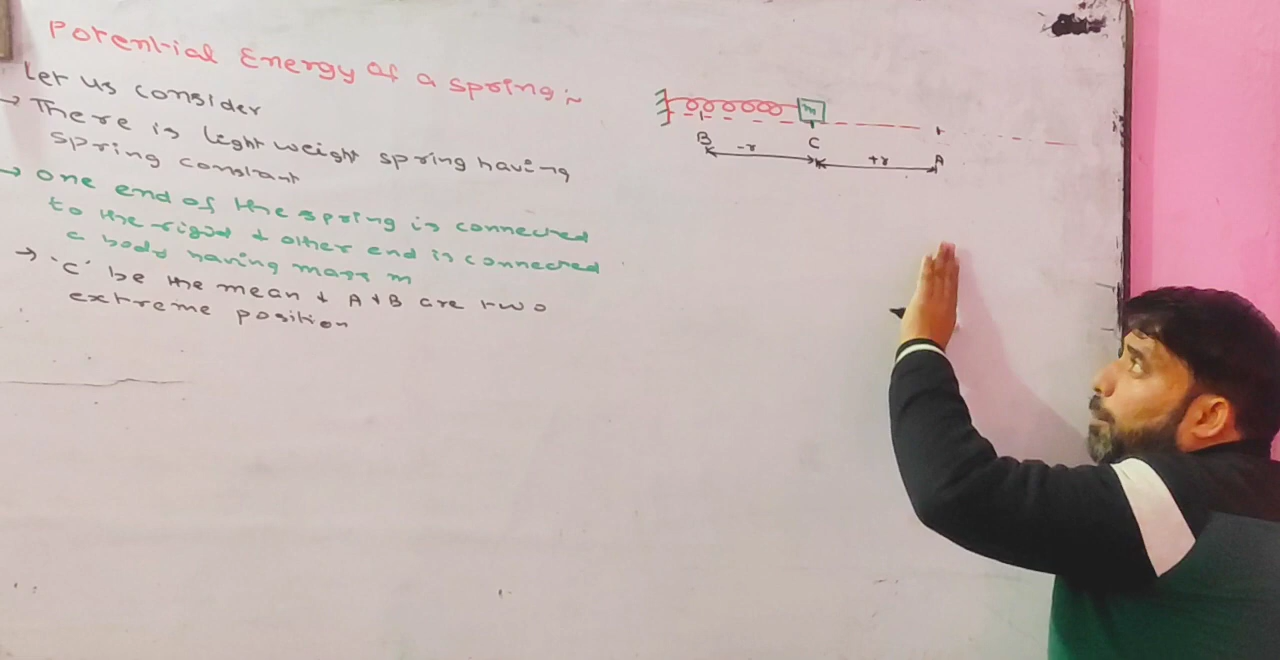 Potential Energy of a spring :~
Let us consider
→ There is light weight spring having
spring constant
→ one end of the spring is connected
to the rigid & other end is connected
a body having mass m
→ 'C' be the mean & A & B are two
extreme position
m
B C A
-x +x